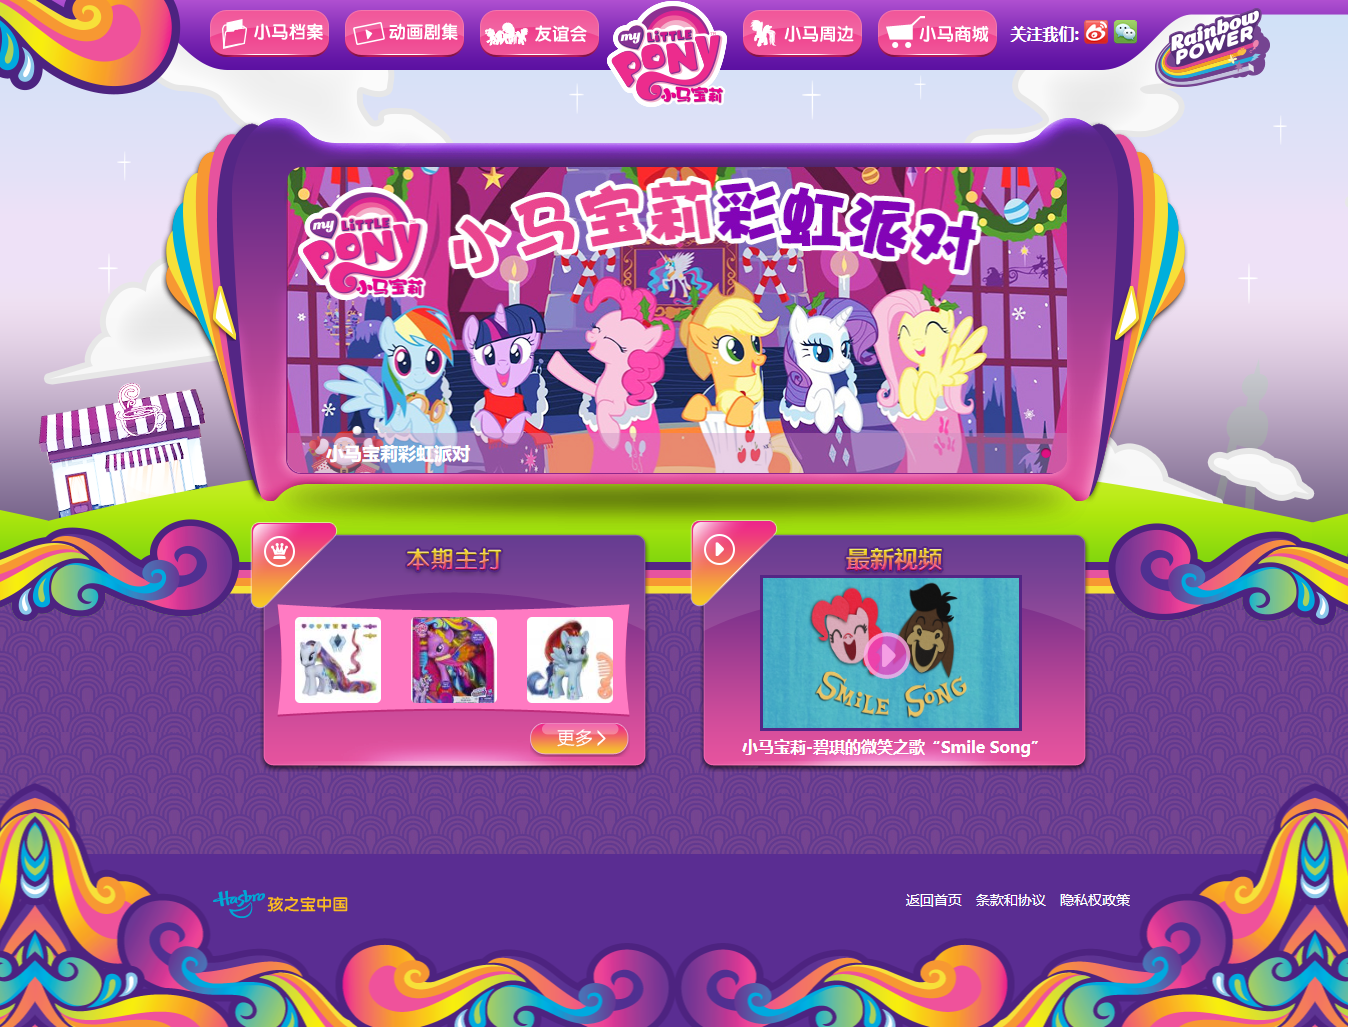 小马档案
动画剧集
友谊会
my LITTLE PONY
小马宝莉
小马周边
小马商城
关注我们:
Rainbow POWER
my LITTLE PONY
小马宝莉
小马宝莉彩虹派对
小马宝莉彩虹派对
本期主打
最新视频
SMILE SONG
更多
小马宝莉-碧琪的微笑之歌“Smile Song”
Hasbro 孩之宝中国
返回首页 条款和协议 隐私权政策